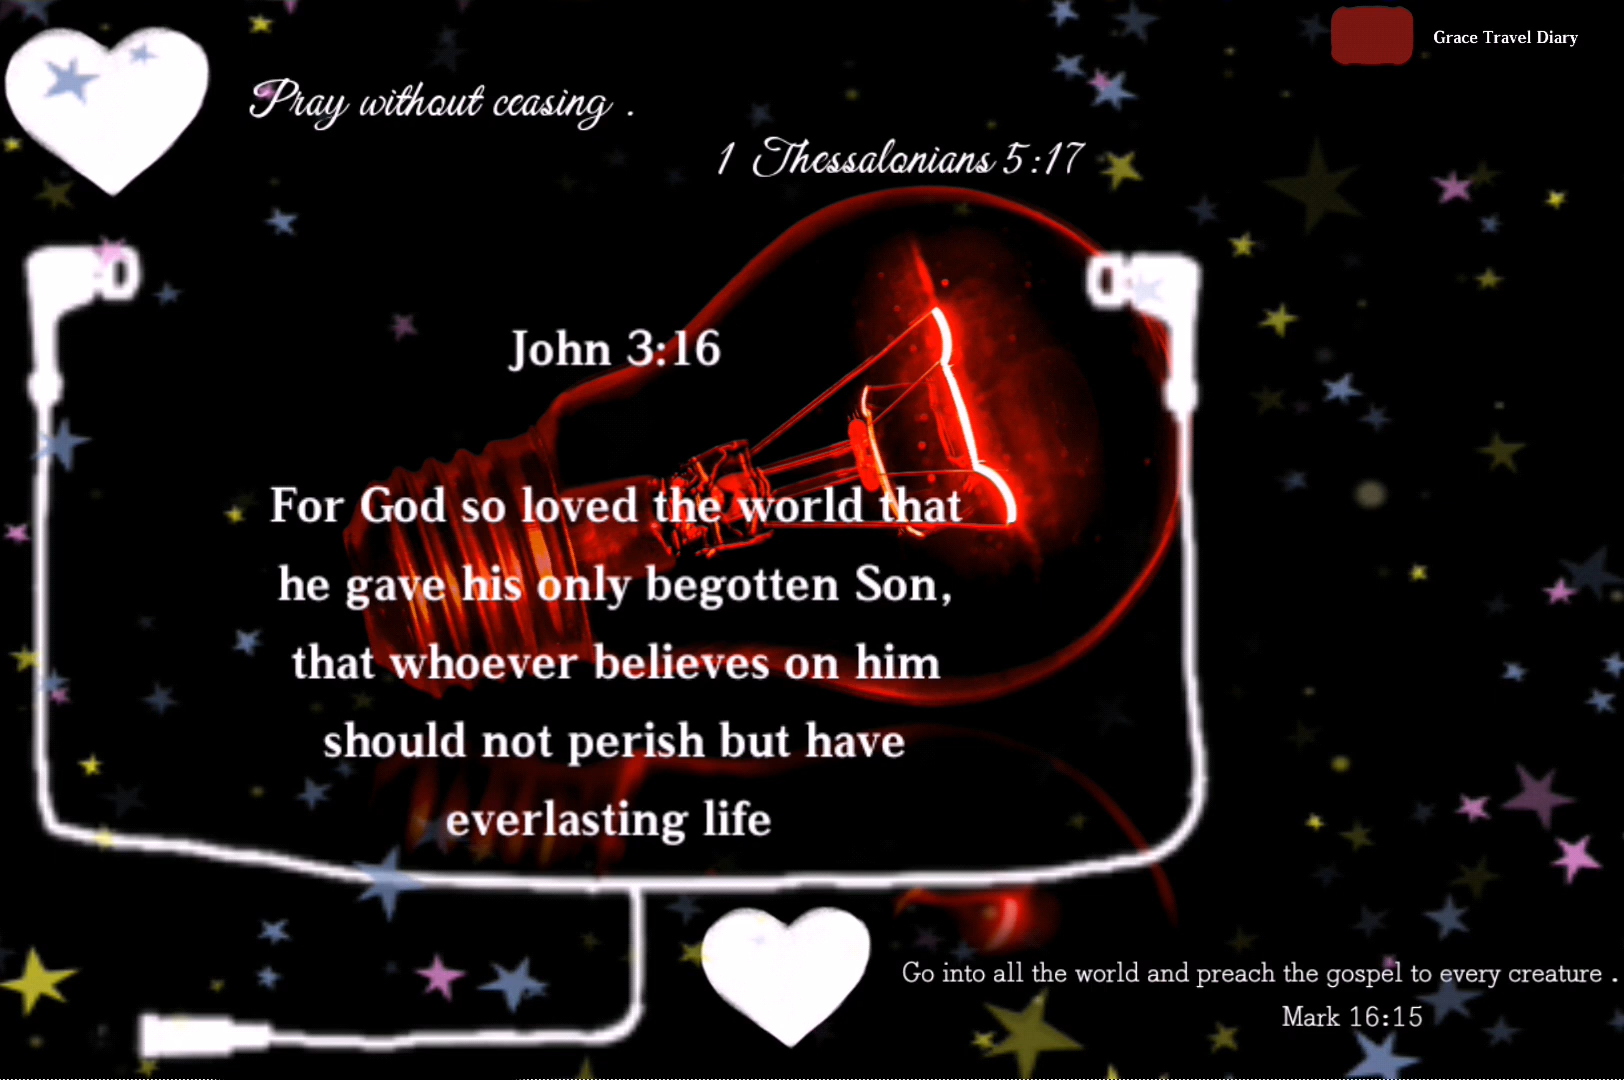 Grace Travel Diary
Pray without ceasing .
1 Thessalonians 5:17
John 3:16
For God so loved the world that
he gave his only begotten Son,
that whoever believes on him
should not perish but have
everlasting life
Go into all the world and preach the gospel to every creature .
Mark 16:15